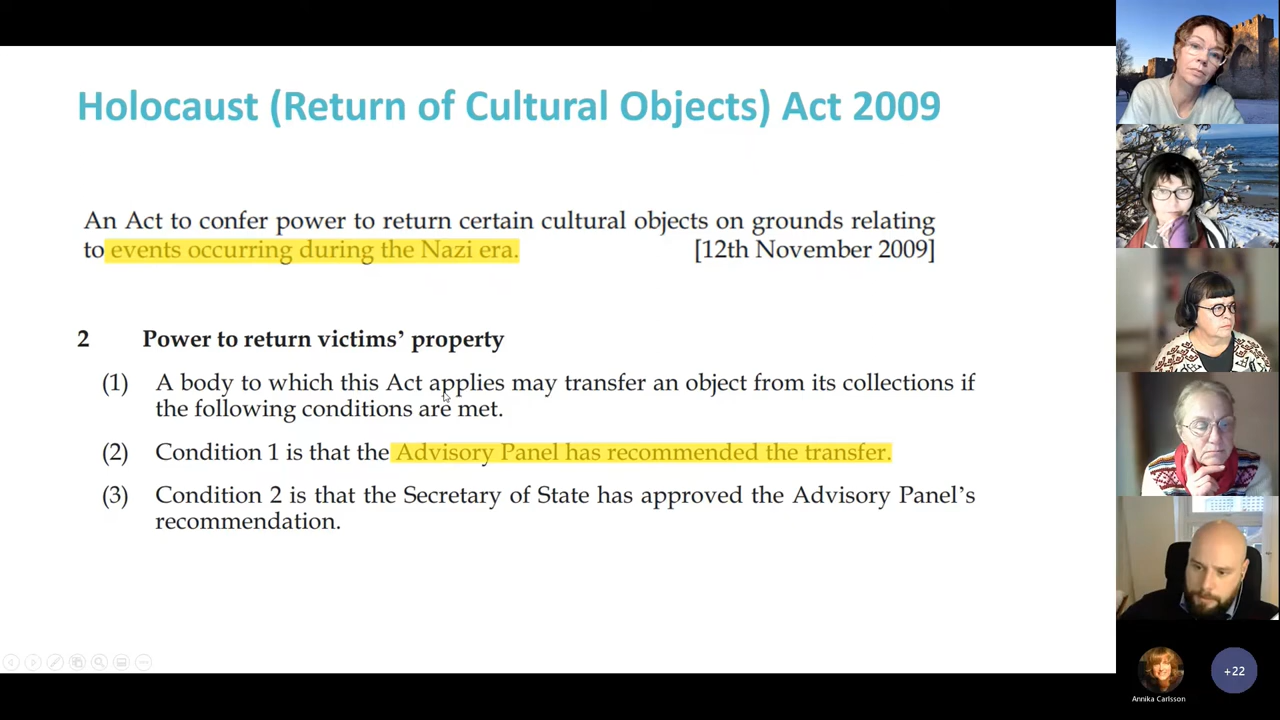 Holocaust (Return of Cultural Objects) Act 2009
An Act to confer power to return certain cultural objects on grounds relating
to events occurring during the Nazi era. [12th November 2009]
2 Power to return victims’ property
(1) A body to which this Act applies may transfer an object from its collections if
the following conditions are met.
(2) Condition 1 is that the Advisory Panel has recommended the transfer.
(3) Condition 2 is that the Secretary of State has approved the Advisory Panel’s
recommendation.
+22
Annika Carlsson